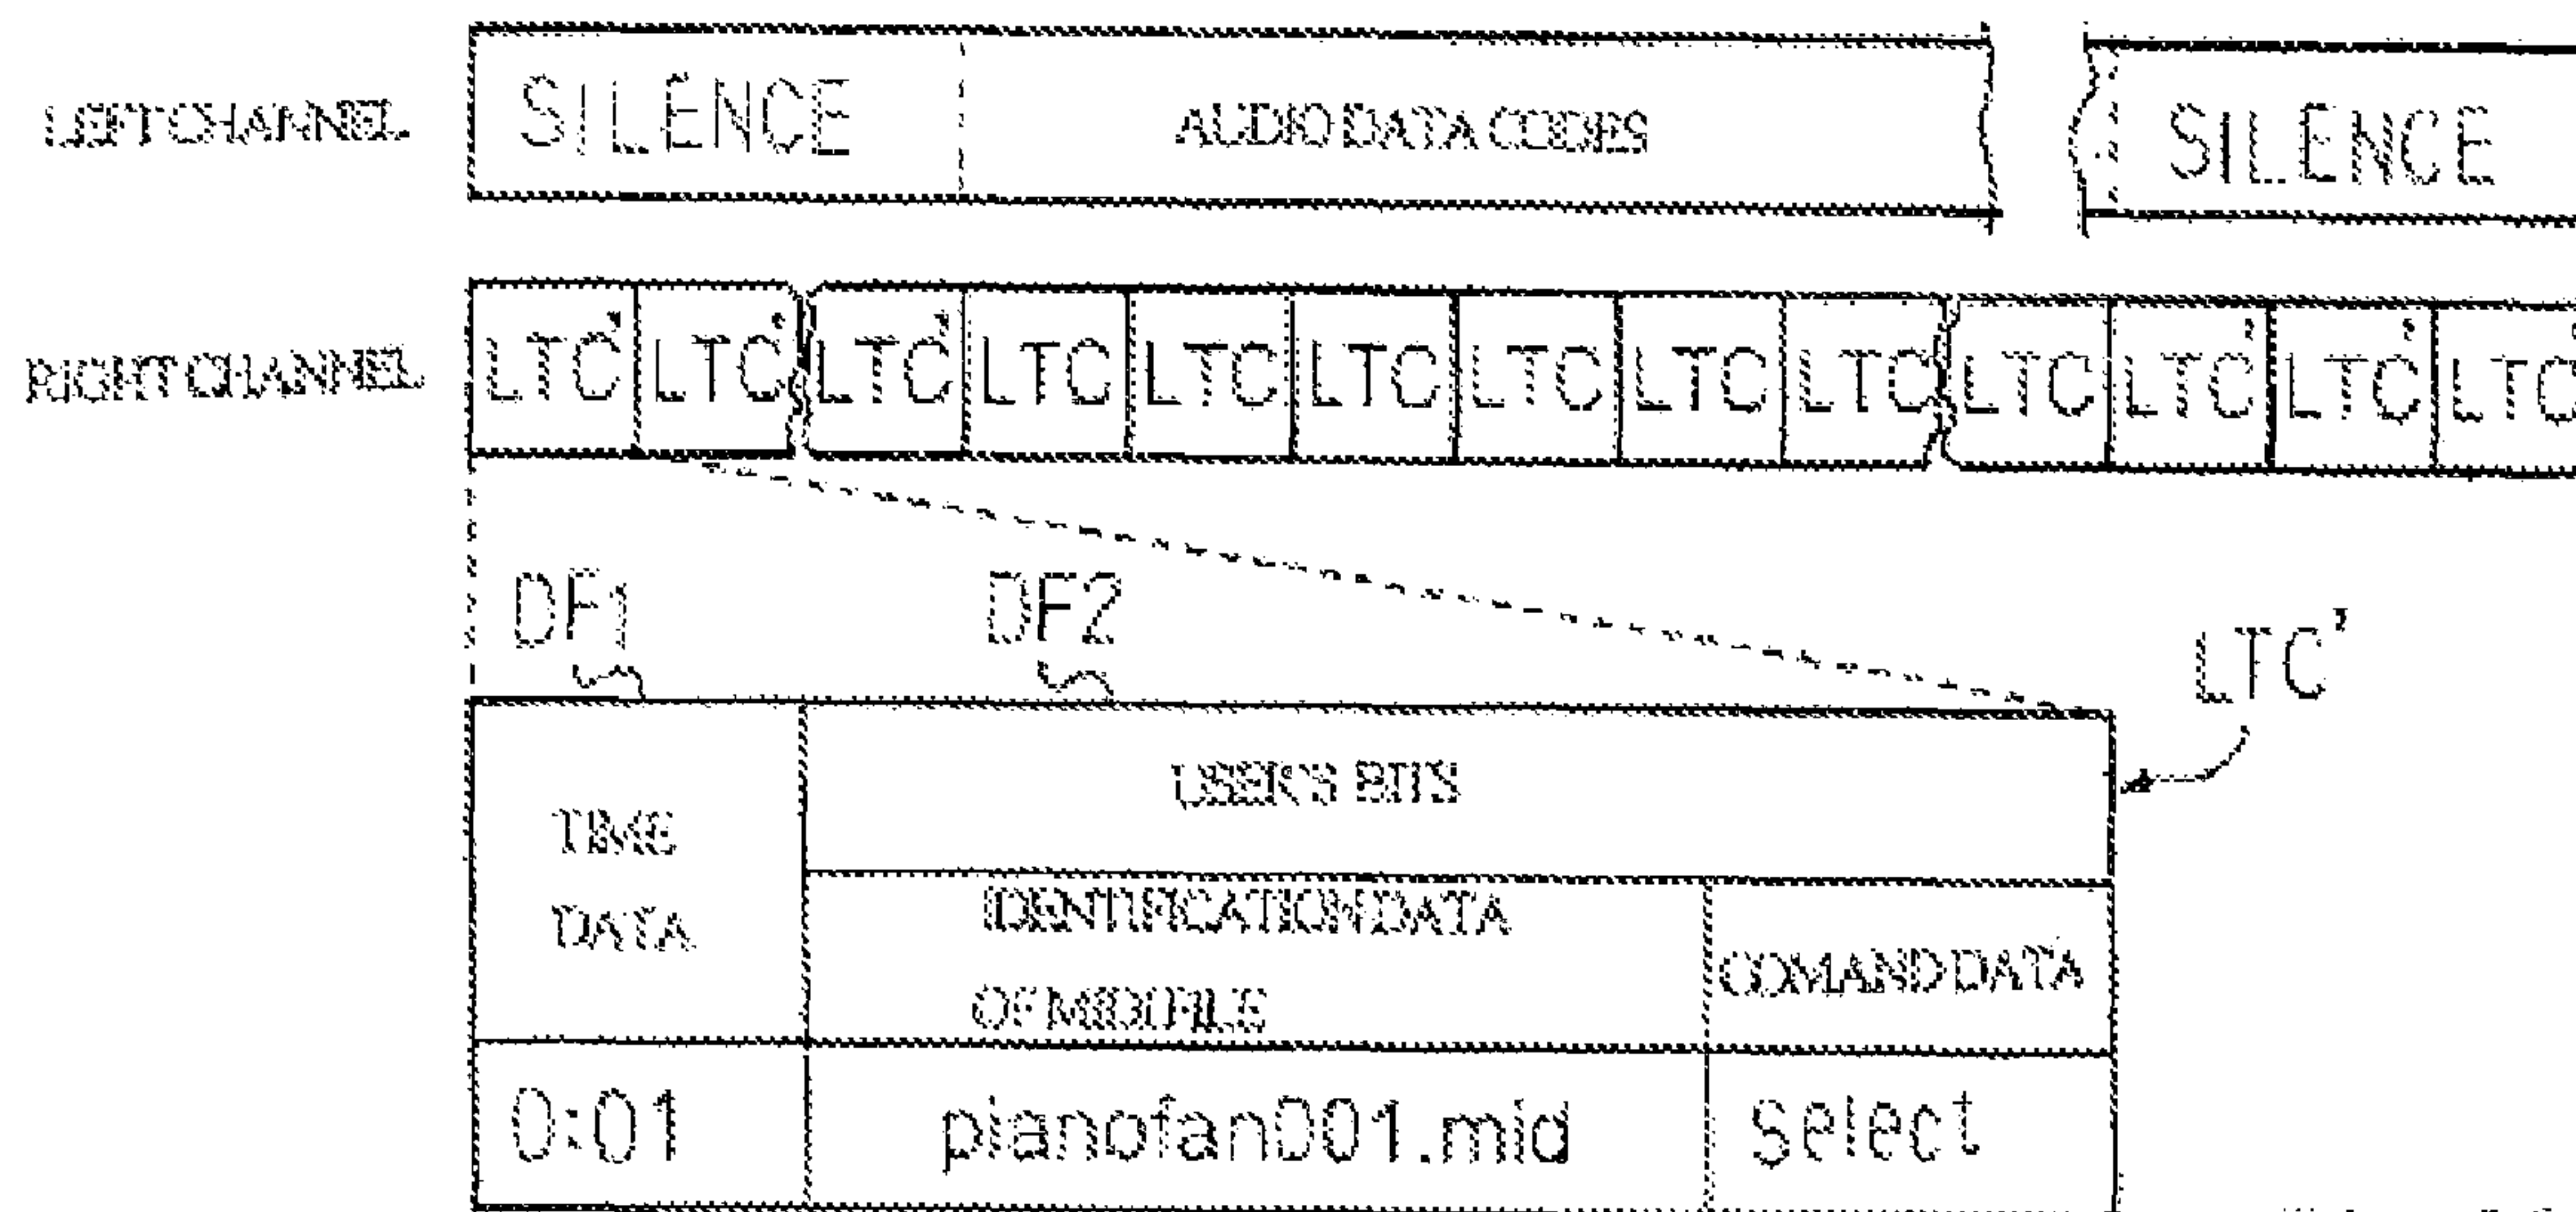 LEFT CHANNEL SILENCE AUDIO DATA CODES SILENCE
RIGHT CHANNEL LTC' LTC' LTC' LTC LTC LTC LTC LTC LTC LTC LTC' LTC' LTC'
DF1 DF2
LTC'
USER'S BITS
TIME
DATA
IDENTIFICATION DATA
OF MIDI FILE
COMAND DATA
0:01 pianofan001.mid Select